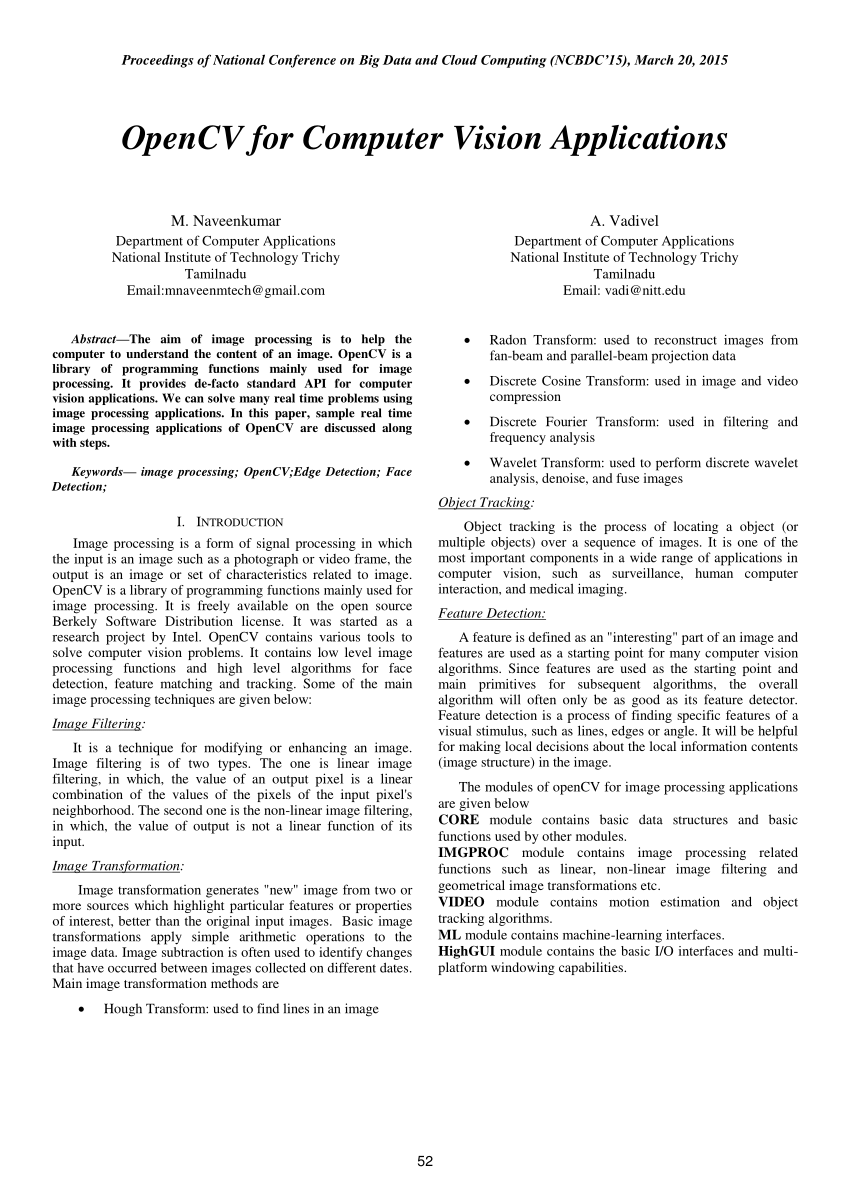 Proceedings of National Conference on Big Data and Cloud Computing (NCBDC’15), March 20, 2015
OpenCV for Computer Vision Applications
M. Naveenkumar
Department of Computer Applications
National Institute of Technology Trichy
Tamilnadu
Email:mnaveenmtech@gmail.com
A. Vadivel
Department of Computer Applications
National Institute of Technology Trichy
Tamilnadu
Email: vadi@nitt.edu
Abstract—The aim of image processing is to help the
computer to understand the content of an image. OpenCV is a
library of programming functions mainly used for image
processing. It provides de-facto standard API for computer
vision applications. We can solve many real time problems using
image processing applications. In this paper, sample real time
image processing applications of OpenCV are discussed along
with steps.
Keywords— image processing; OpenCV;Edge Detection; Face
Detection;
I. INTRODUCTION
Image processing is a form of signal processing in which
the input is an image such as a photograph or video frame, the
output is an image or set of characteristics related to image.
OpenCV is a library of programming functions mainly used for
image processing. It is freely available on the open source
Berkely Software Distribution license. It was started as a
research project by Intel. OpenCV contains various tools to
solve computer vision problems. It contains low level image
processing functions and high level algorithms for face
detection, feature matching and tracking. Some of the main
image processing techniques are given below:
Image Filtering:
It is a technique for modifying or enhancing an image.
Image filtering is of two types. The one is linear image
filtering, in which, the value of an output pixel is a linear
combination of the values of the pixels of the input pixel's
neighborhood. The second one is the non-linear image filtering,
in which, the value of output is not a linear function of its
input.
Image Transformation:
Image transformation generates "new" image from two or
more sources which highlight particular features or properties
of interest, better than the original input images. Basic image
transformations apply simple arithmetic operations to the
image data. Image subtraction is often used to identify changes
that have occurred between images collected on different dates.
Main image transformation methods are
• Hough Transform: used to find lines in an image
• Radon Transform: used to reconstruct images from
fan-beam and parallel-beam projection data
• Discrete Cosine Transform: used in image and video
compression
• Discrete Fourier Transform: used in filtering and
frequency analysis
• Wavelet Transform: used to perform discrete wavelet
analysis, denoise, and fuse images
Object Tracking:
Object tracking is the process of locating a object (or
multiple objects) over a sequence of images. It is one of the
most important components in a wide range of applications in
computer vision, such as surveillance, human computer
interaction, and medical imaging.
Feature Detection:
A feature is defined as an "interesting" part of an image and
features are used as a starting point for many computer vision
algorithms. Since features are used as the starting point and
main primitives for subsequent algorithms, the overall
algorithm will often only be as good as its feature detector.
Feature detection is a process of finding specific features of a
visual stimulus, such as lines, edges or angle. It will be helpful
for making local decisions about the local information contents
(image structure) in the image.
The modules of openCV for image processing applications
are given below
CORE module contains basic data structures and basic
functions used by other modules.
IMGPROC module contains image processing related
functions such as linear, non-linear image filtering and
geometrical image transformations etc.
VIDEO module contains motion estimation and object
tracking algorithms.
ML module contains machine-learning interfaces.
HighGUI module contains the basic I/O interfaces and multi-
platform windowing capabilities.
52